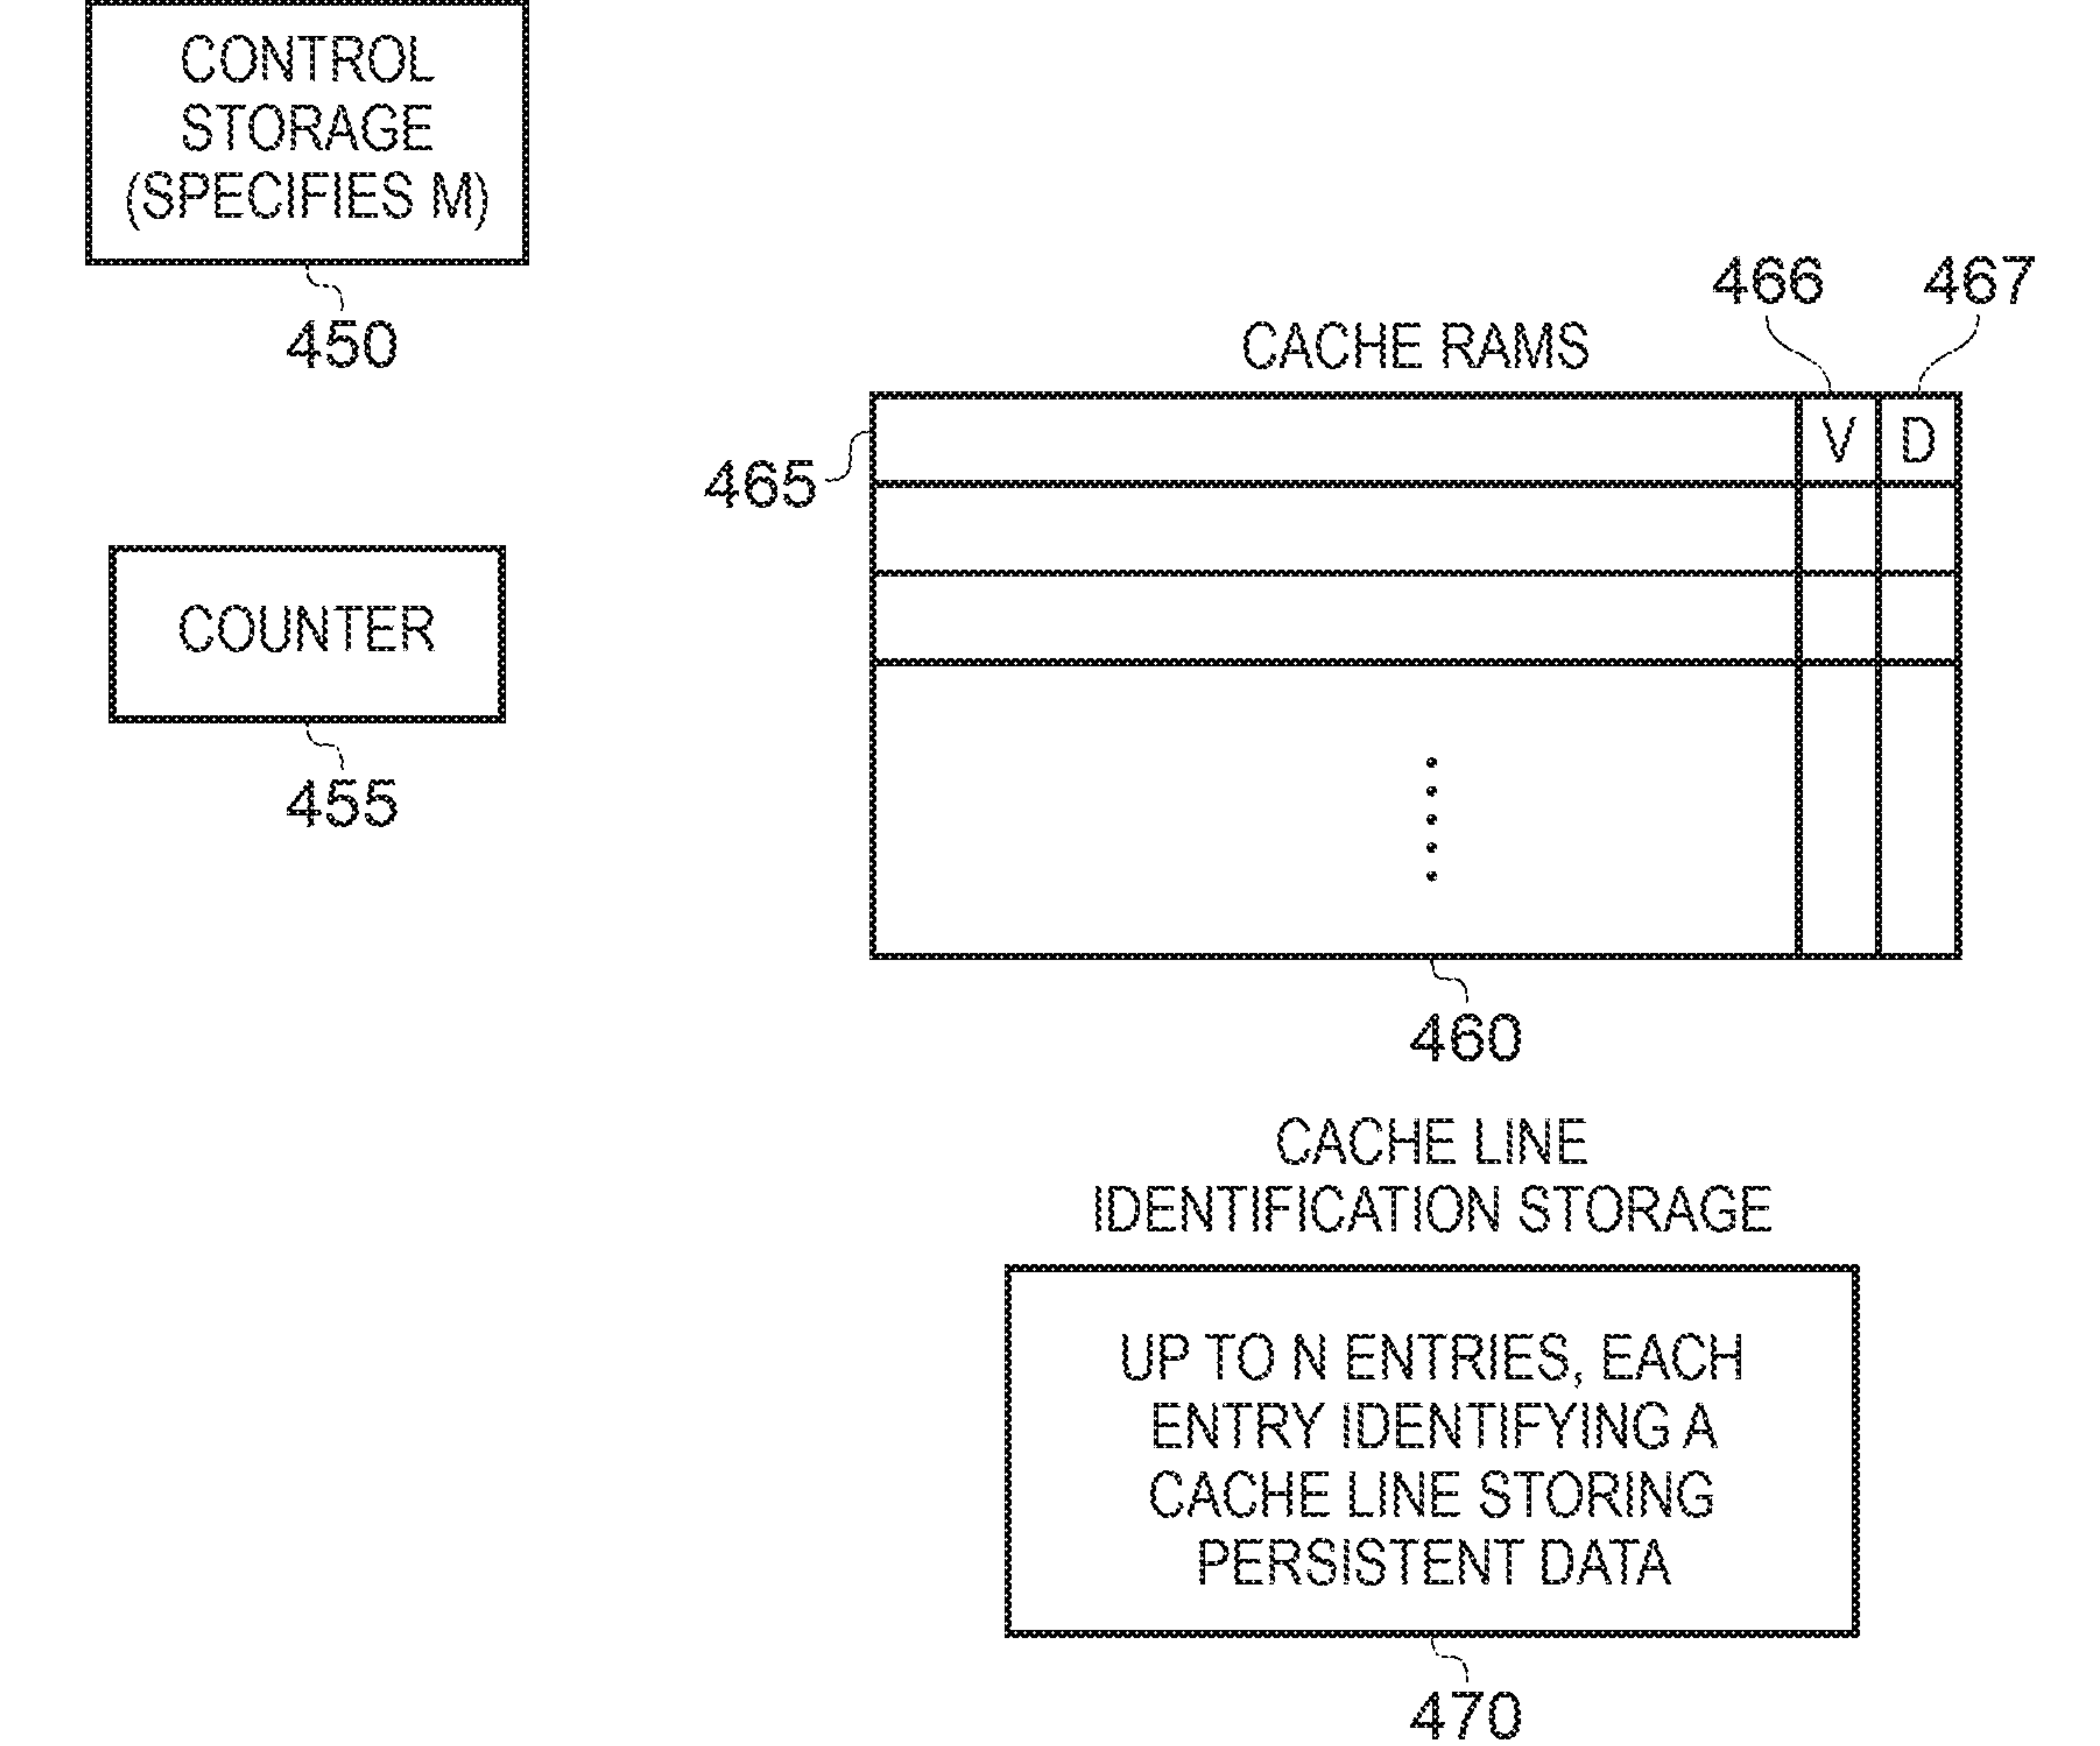 CONTROL
STORAGE
(SPECIFIES M)
450
COUNTER
455
466
467
CACHE RAMS
465
V
D
460
CACHE LINE
IDENTIFICATION STORAGE
UP TO N ENTRIES, EACH
ENTRY IDENTIFYING A
CACHE LINE STORING
PERSISTENT DATA
470